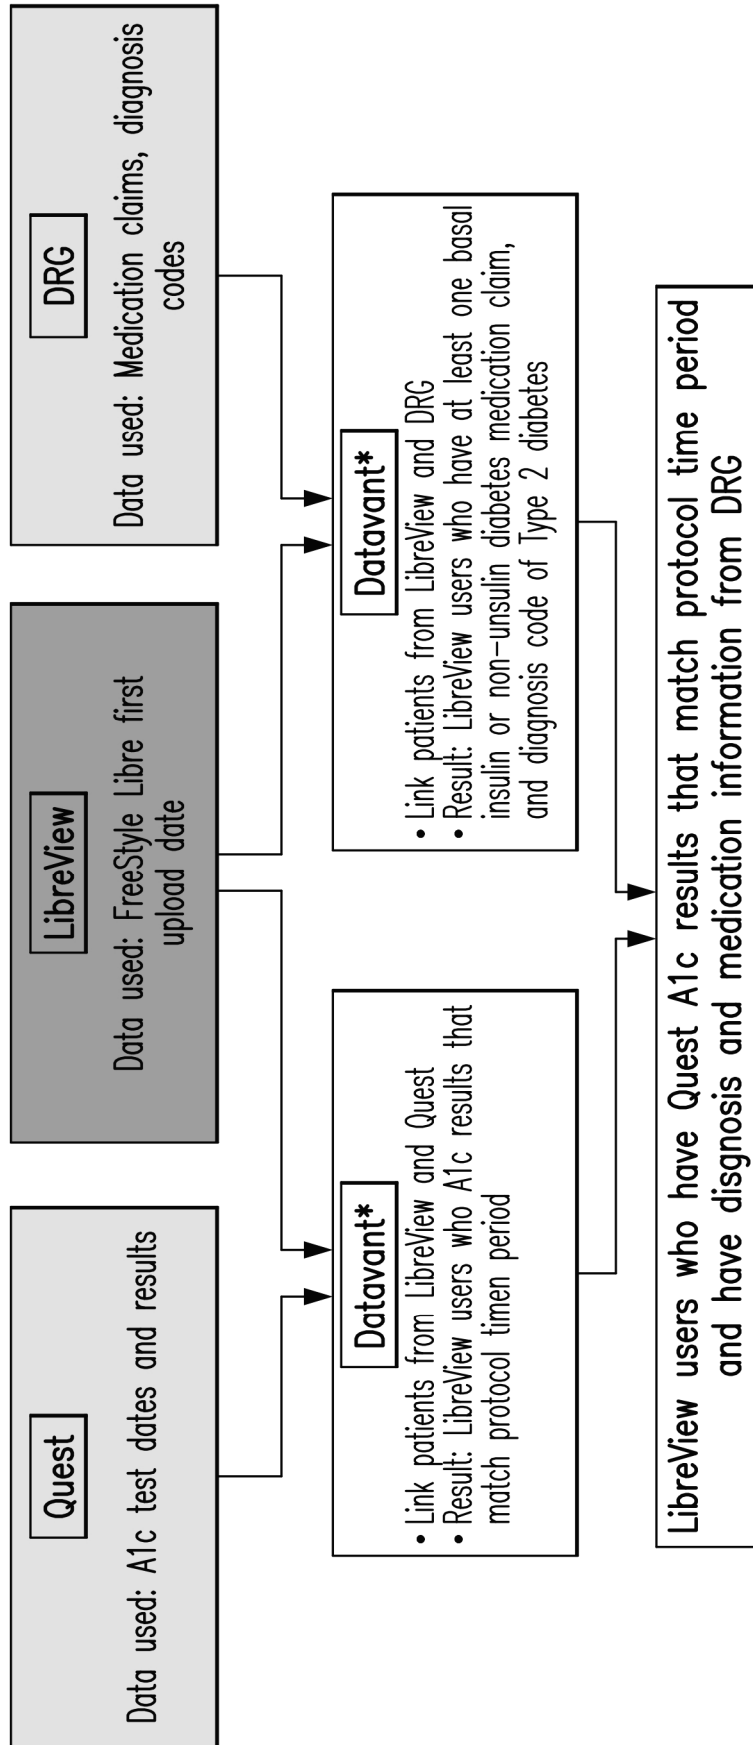 Quest
Data used: A1c test dates and results
LibreView
Data used: FreeStyle Libre first
upload date
DRG
Data used: Medication claims, diagnosis
codes
Datavant*
• Link patients from LibreView and Quest
• Result: LibreView users who A1c results that
match protocol timen period
Datavant*
• Link patients from LibreView and DRG
• Result: LibreView users who have at least one basal
insulin or non-unsulin diabetes medication claim,
and diagnosis code of Type 2 diabetes
LibreView users who have Quest A1c results that match protocol time period
and have disgnosis and medication information from DRG